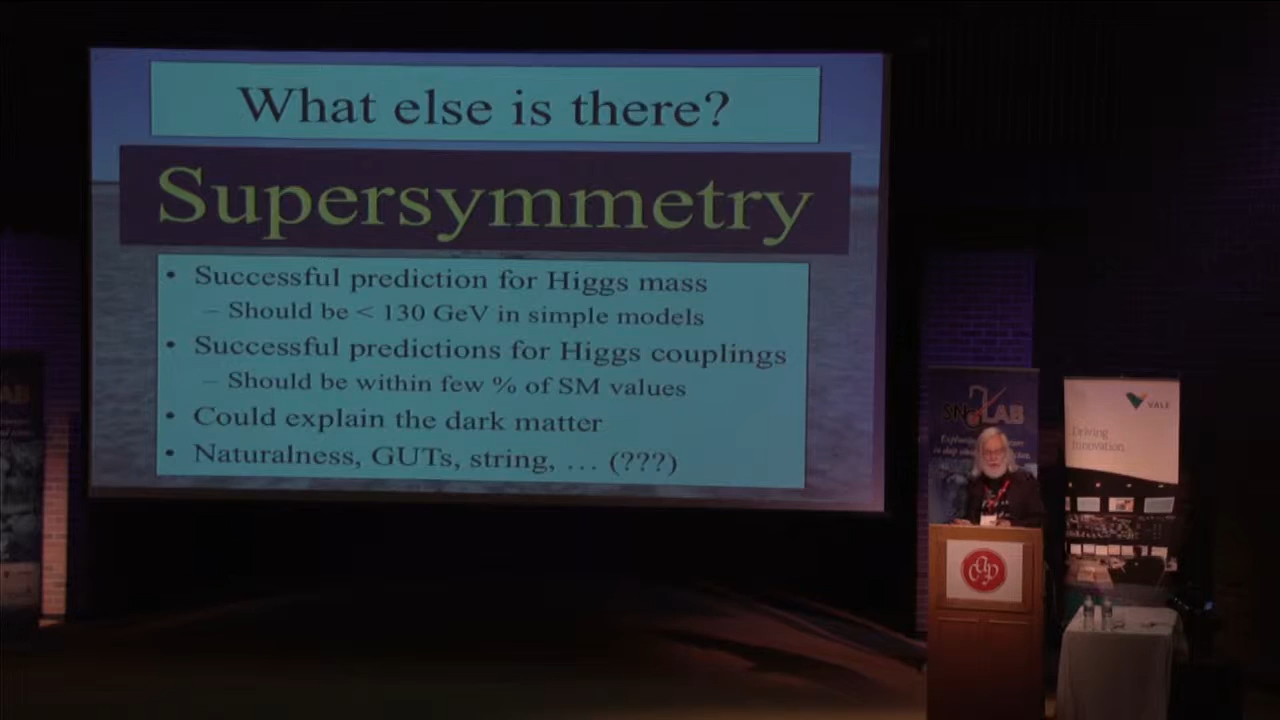 What else is there?
Supersymmetry
• Successful prediction for Higgs mass
– Should be < 130 GeV in simple models
• Successful predictions for Higgs couplings
– Should be within few % of SM values
• Could explain the dark matter
• Naturalness, GUTs, string, … (???)
SNOLAB
VALE
Driving
Innovation
cap